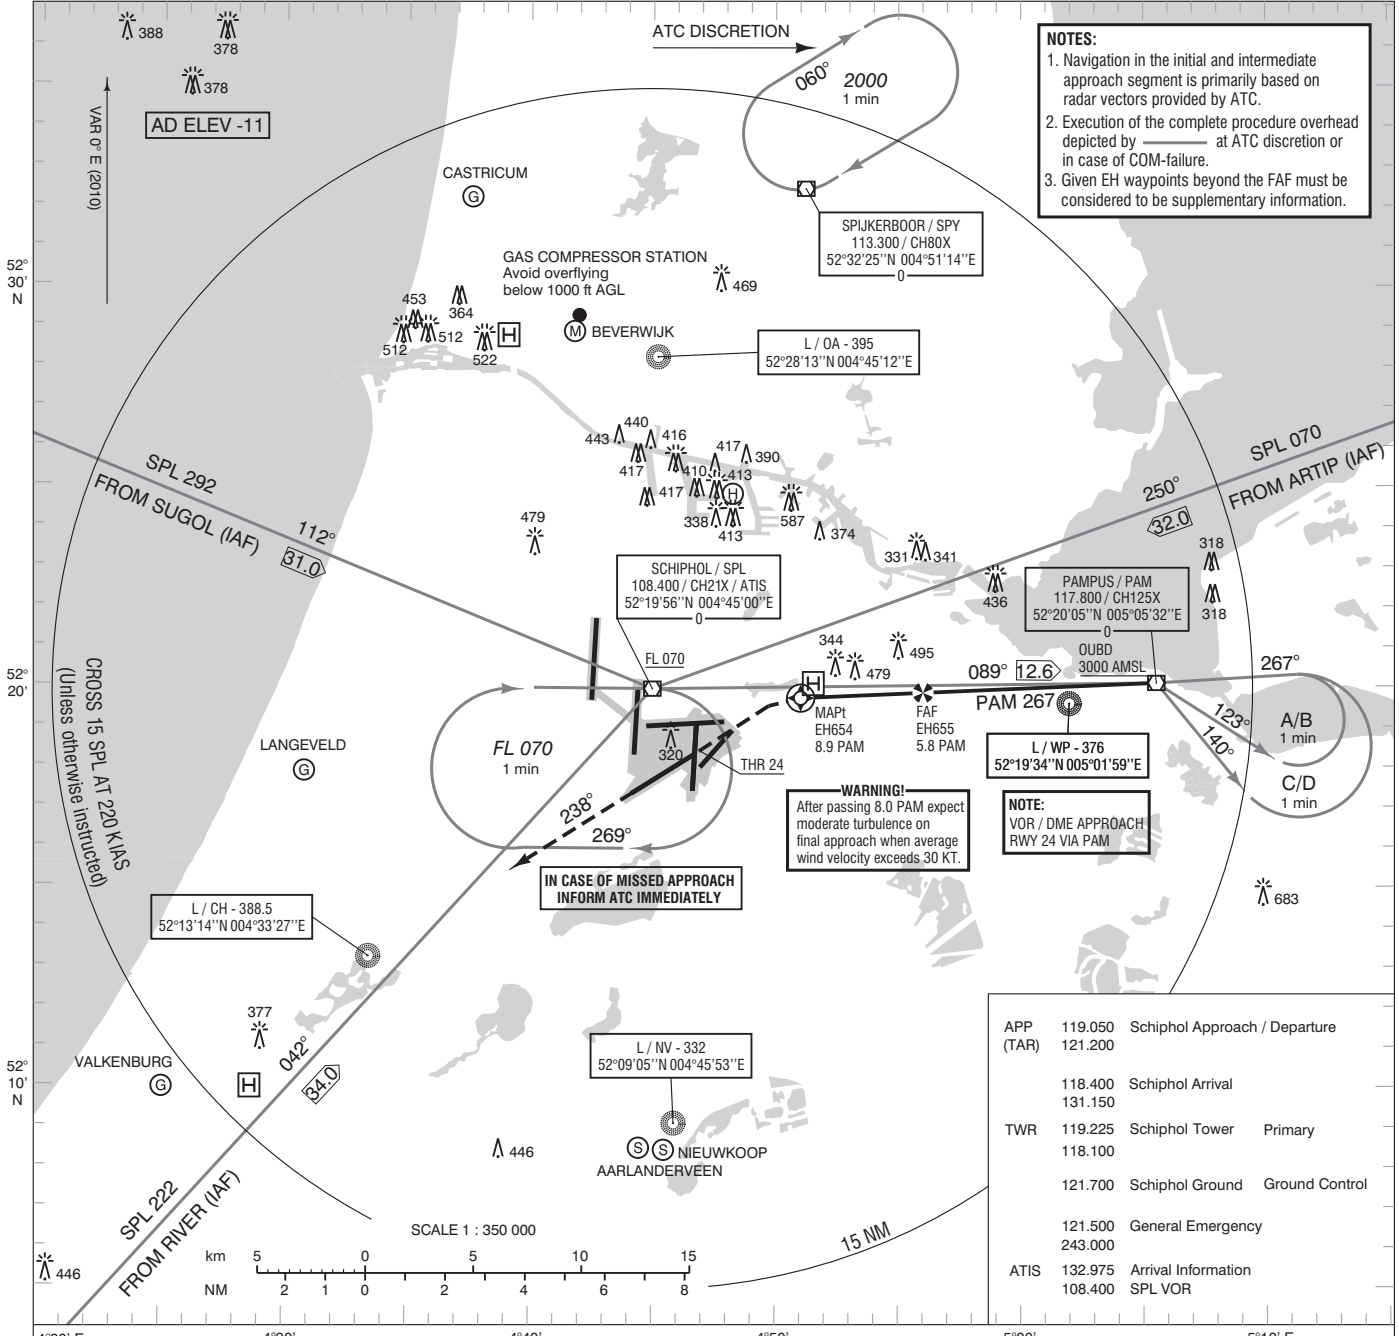 388
378
378
AD ELEV -11
VAR 0° E (2010)
ATC DISCRETION
060°
2000
1 min
NOTES:
1. Navigation in the initial and intermediate
approach segment is primarily based on
radar vectors provided by ATC.
2. Execution of the complete procedure overhead
depicted by at ATC discretion or
in case of COM-failure.
3. Given EH waypoints beyond the FAF must be
considered to be supplementary information.
CASTRICUM
G
SPIJKERBOOR / SPY
113.300 / CH80X
52°32'25''N 004°51'14''E
0
52°
30'
N
GAS COMPRESSOR STATION
Avoid overflying
below 1000 ft AGL
469
453
364
512
512
522
H
M
BEVERWIJK
L / OA - 395
52°28'13''N 004°45'12''E
440
443
416
417
417
390
410
413
417
H
338
413
587
374
479
331
341
436
318
318
SPL 292
FROM SUGOL (IAF)
112°
31.0
SPL 070
FROM ARTIP (IAF)
250°
32.0
SCHIPHOL / SPL
108.400 / CH21X / ATIS
52°19'56''N 004°45'00''E
0
PAMPUS / PAM
117.800 / CH125X
52°20'05''N 005°05'32''E
0
OUBD
3000 AMSL
FL 070
344
479
495
089°
12.6
267°
52°
20'
N
H
PAM 267
MAPt
EH654
8.9 PAM
FAF
EH655
5.8 PAM
123°
140°
A/B
1 min
C/D
1 min
L / WP - 376
52°19'34''N 005°01'59''E
CROSS 15 SPL AT 220 KIAS
(Unless otherwise instructed)
LANGEVELD
G
FL 070
1 min
320
THR 24
238°
269°
WARNING!
After passing 8.0 PAM expect
moderate turbulence on
final approach when average
wind velocity exceeds 30 KT.
NOTE:
VOR / DME APPROACH
RWY 24 VIA PAM
IN CASE OF MISSED APPROACH
INFORM ATC IMMEDIATELY
683
L / CH - 388.5
52°13'14''N 004°33'27''E
377
VALKENBURG
G
H
042°
34.0
52°
10'
N
L / NV - 332
52°09'05''N 004°45'53''E
446
S
S
NIEUWKOOP
AARLANDERVEEN
SPL 222
FROM RIVER (IAF)
446
SCALE 1 : 350 000
km 5 0 5 10 15
NM 2 1 0 2 4 6 8
15 NM
APP 119.050 Schiphol Approach / Departure
(TAR) 121.200
118.400 Schiphol Arrival
131.150
TWR 119.225 Schiphol Tower Primary
118.100
121.700 Schiphol Ground Ground Control
121.500 General Emergency
243.000
ATIS 132.975 Arrival Information
108.400 SPL VOR